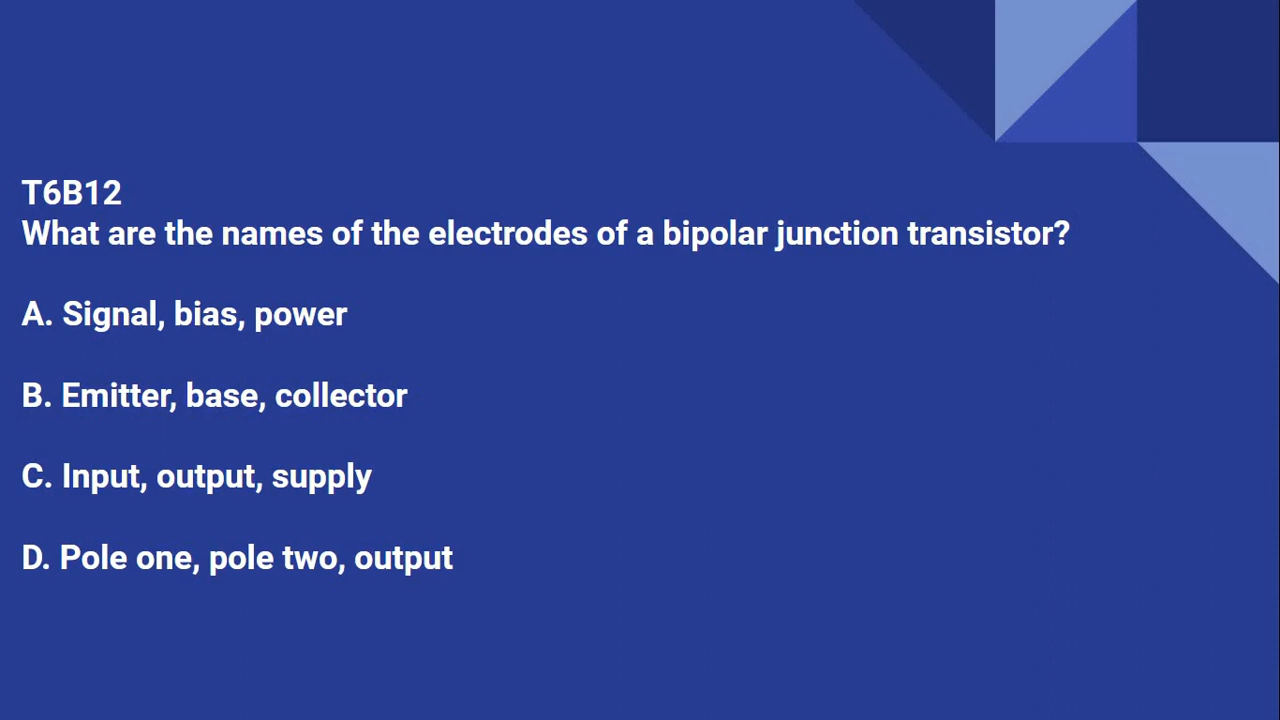 T6B12
What are the names of the electrodes of a bipolar junction transistor?
A. Signal, bias, power
B. Emitter, base, collector
C. Input, output, supply
D. Pole one, pole two, output